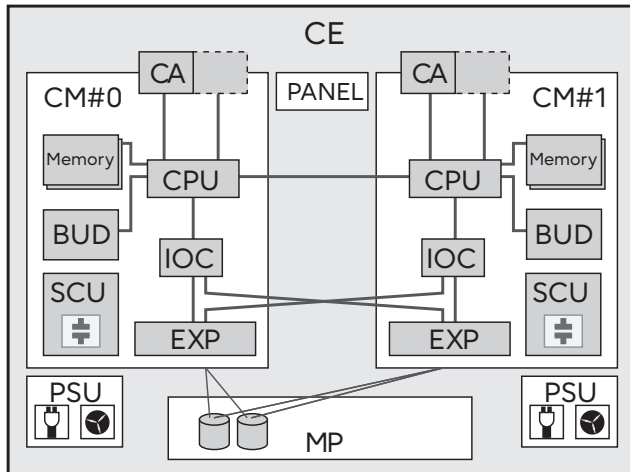 CE
CA
CA
CM#0
PANEL
CM#1
Memory
CPU
CPU
Memory
BUD
IOC
IOC
BUD
SCU
SCU
EXP
EXP
PSU
PSU
MP